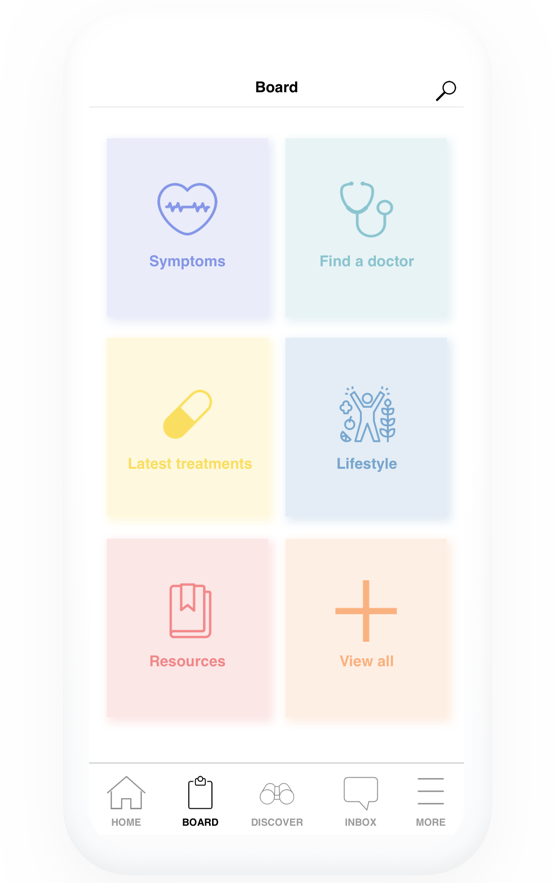 Board
Symptoms
Find a doctor
Latest treatments
Lifestyle
Resources
View all
HOME
BOARD
DISCOVER
INBOX
MORE